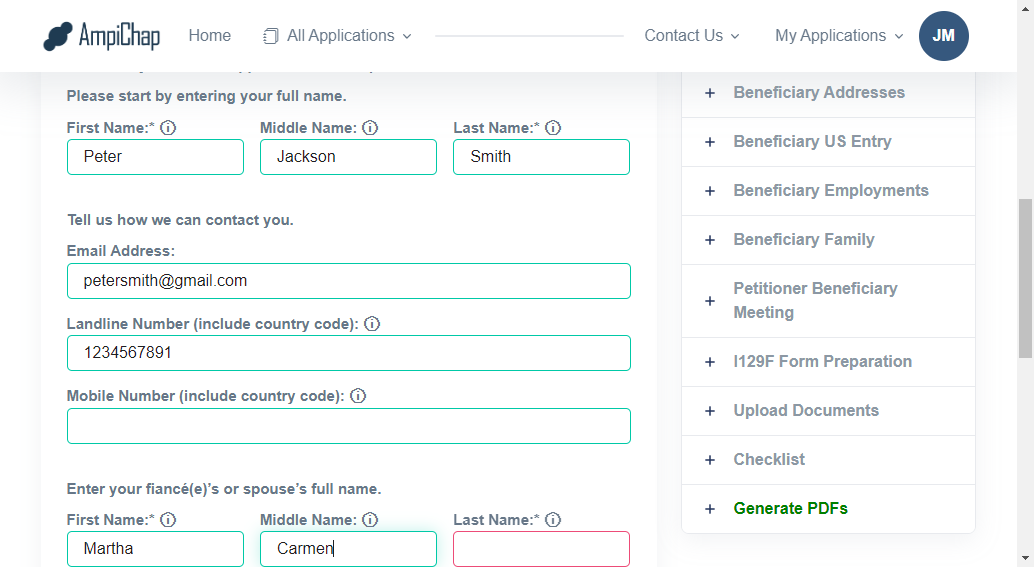 AmpiChap Home All Applications Contact Us My Applications JM
Please start by entering your full name.
First Name:* Middle Name: Last Name:*
Peter Jackson Smith
Tell us how we can contact you.
Email Address:
petersmith@gmail.com
Landline Number (include country code):
1234567891
Mobile Number (include country code):
Enter your fiancé(e)’s or spouse’s full name.
First Name:* Middle Name: Last Name:*
Martha Carmen
+ Beneficiary Addresses
+ Beneficiary US Entry
+ Beneficiary Employments
+ Beneficiary Family
+ Petitioner Beneficiary
Meeting
+ I129F Form Preparation
+ Upload Documents
+ Checklist
+ Generate PDFs